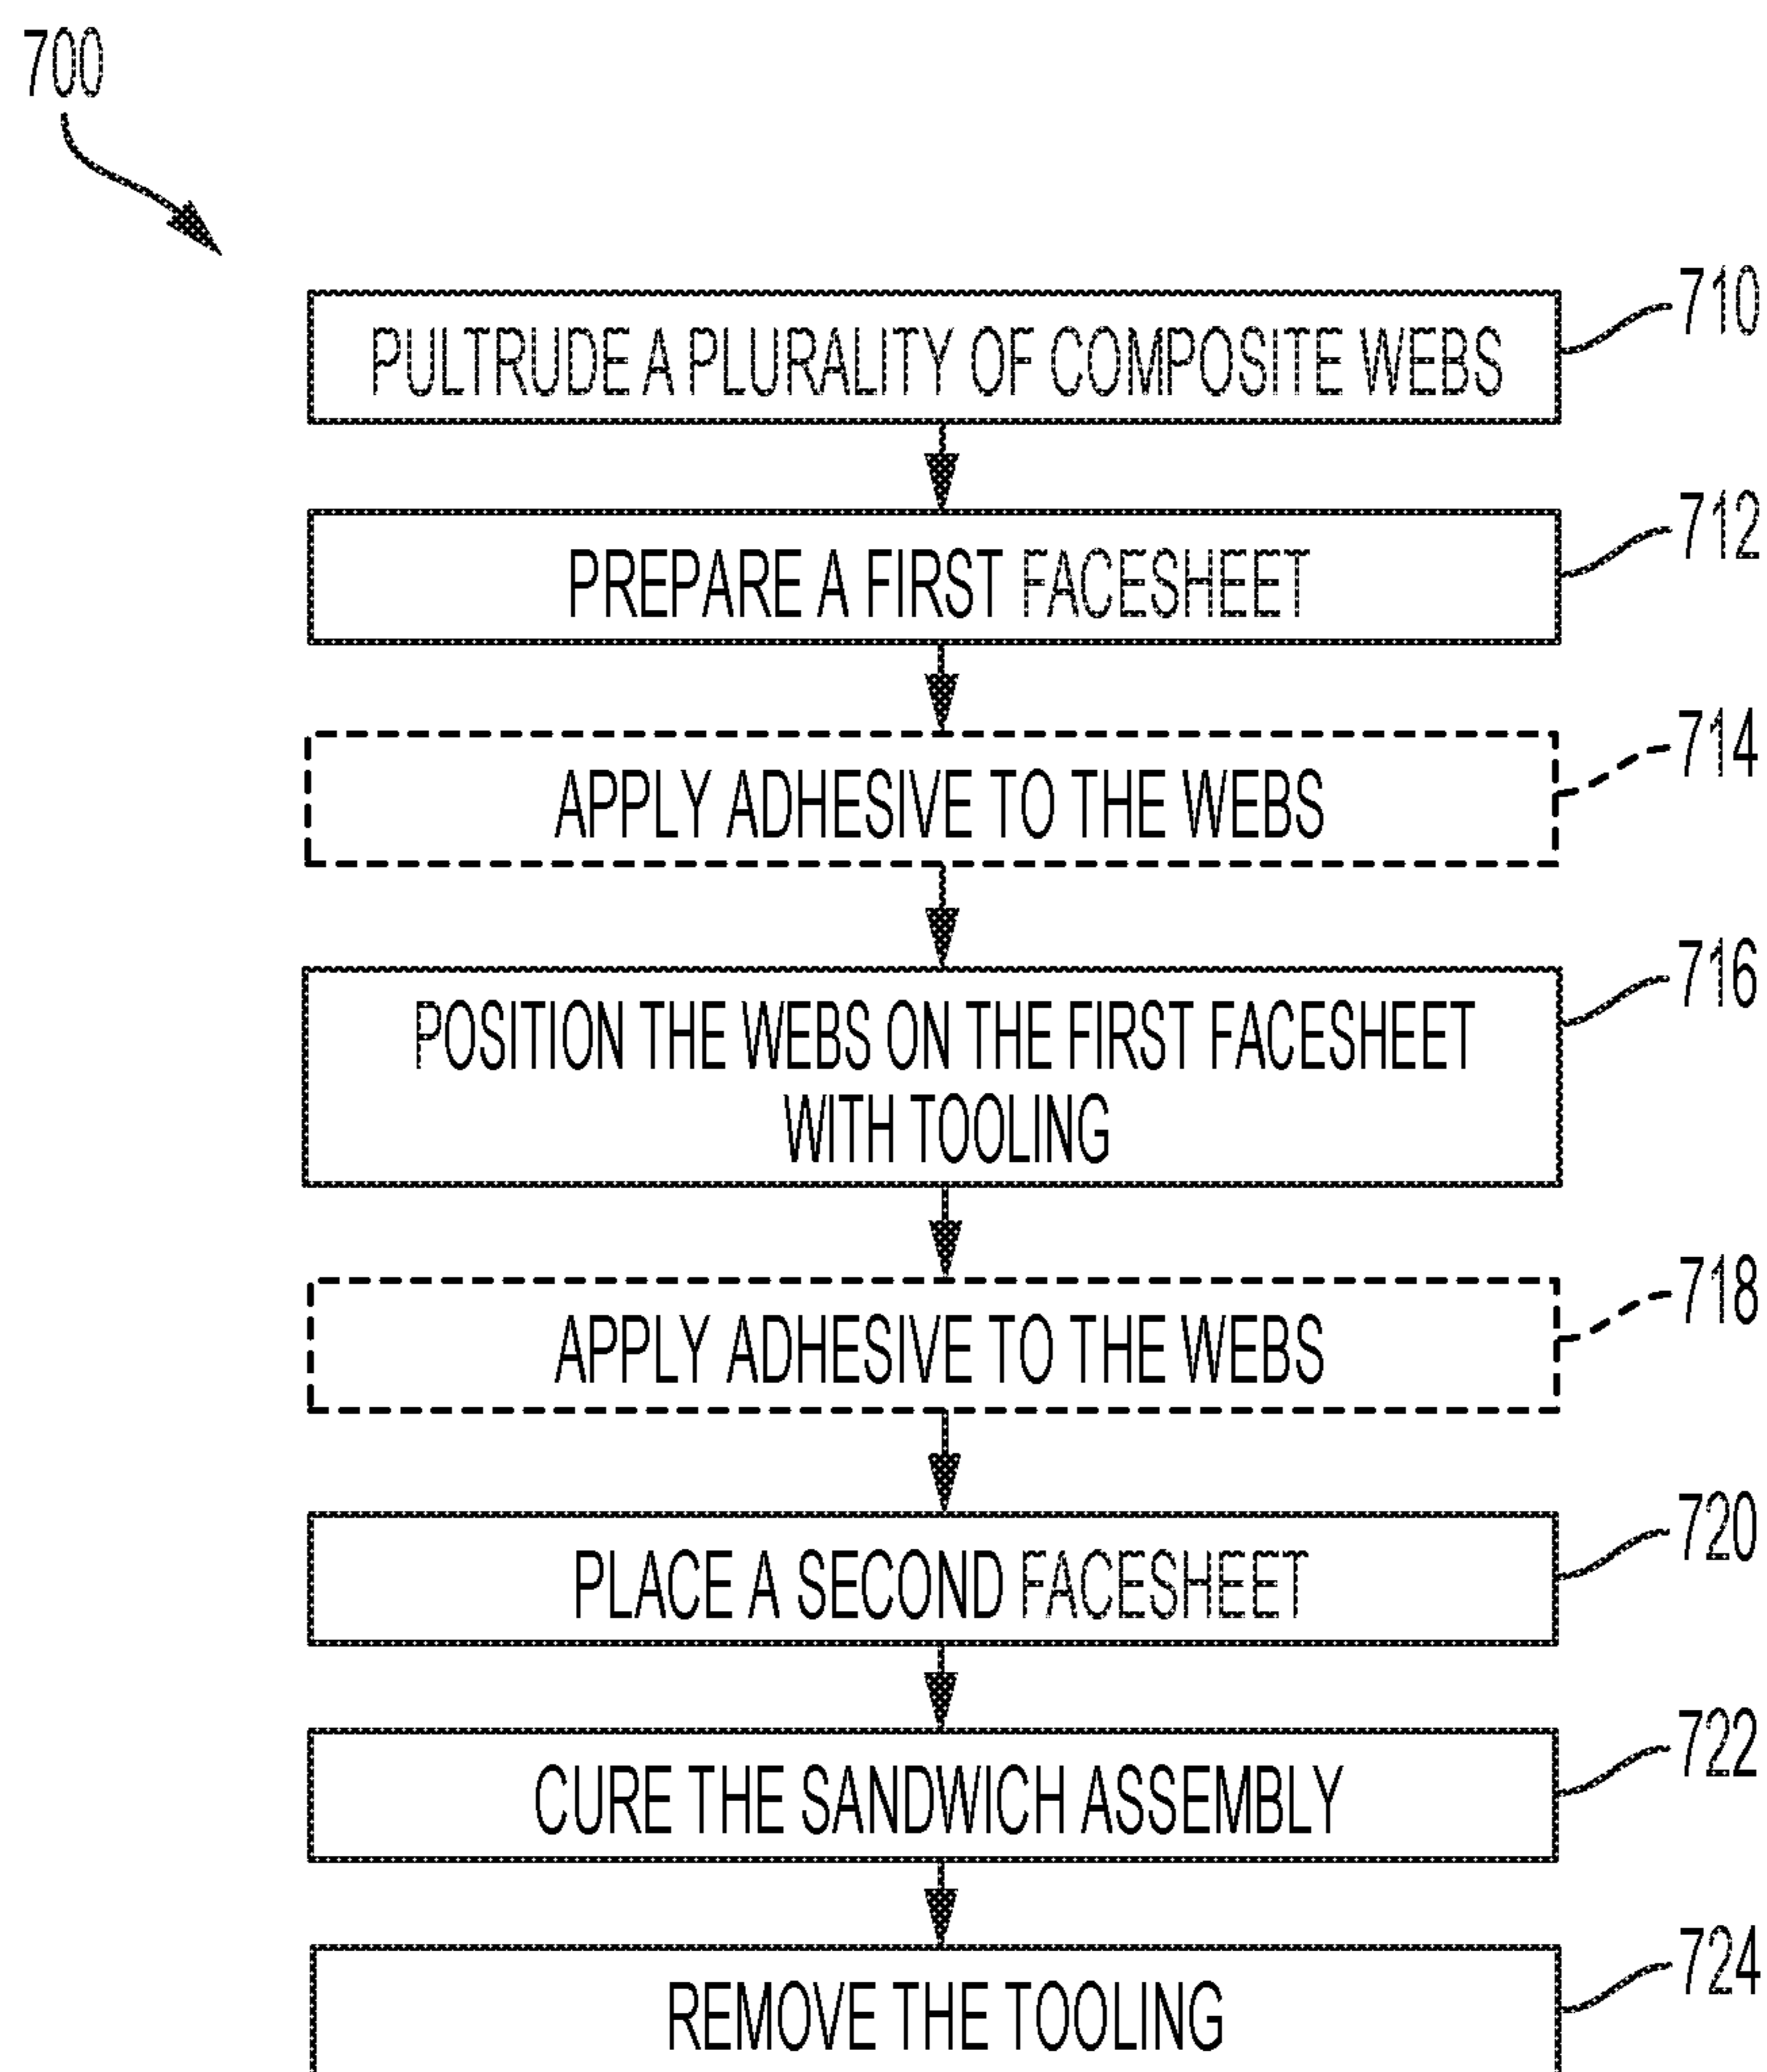 700
PULTRUDE A PLURALITY OF COMPOSITE WEBS
710
PREPARE A FIRST FACESHEET
712
APPLY ADHESIVE TO THE WEBS
714
POSITION THE WEBS ON THE FIRST FACESHEET
WITH TOOLING
716
APPLY ADHESIVE TO THE WEBS
718
PLACE A SECOND FACESHEET
720
CURE THE SANDWICH ASSEMBLY
722
REMOVE THE TOOLING
724